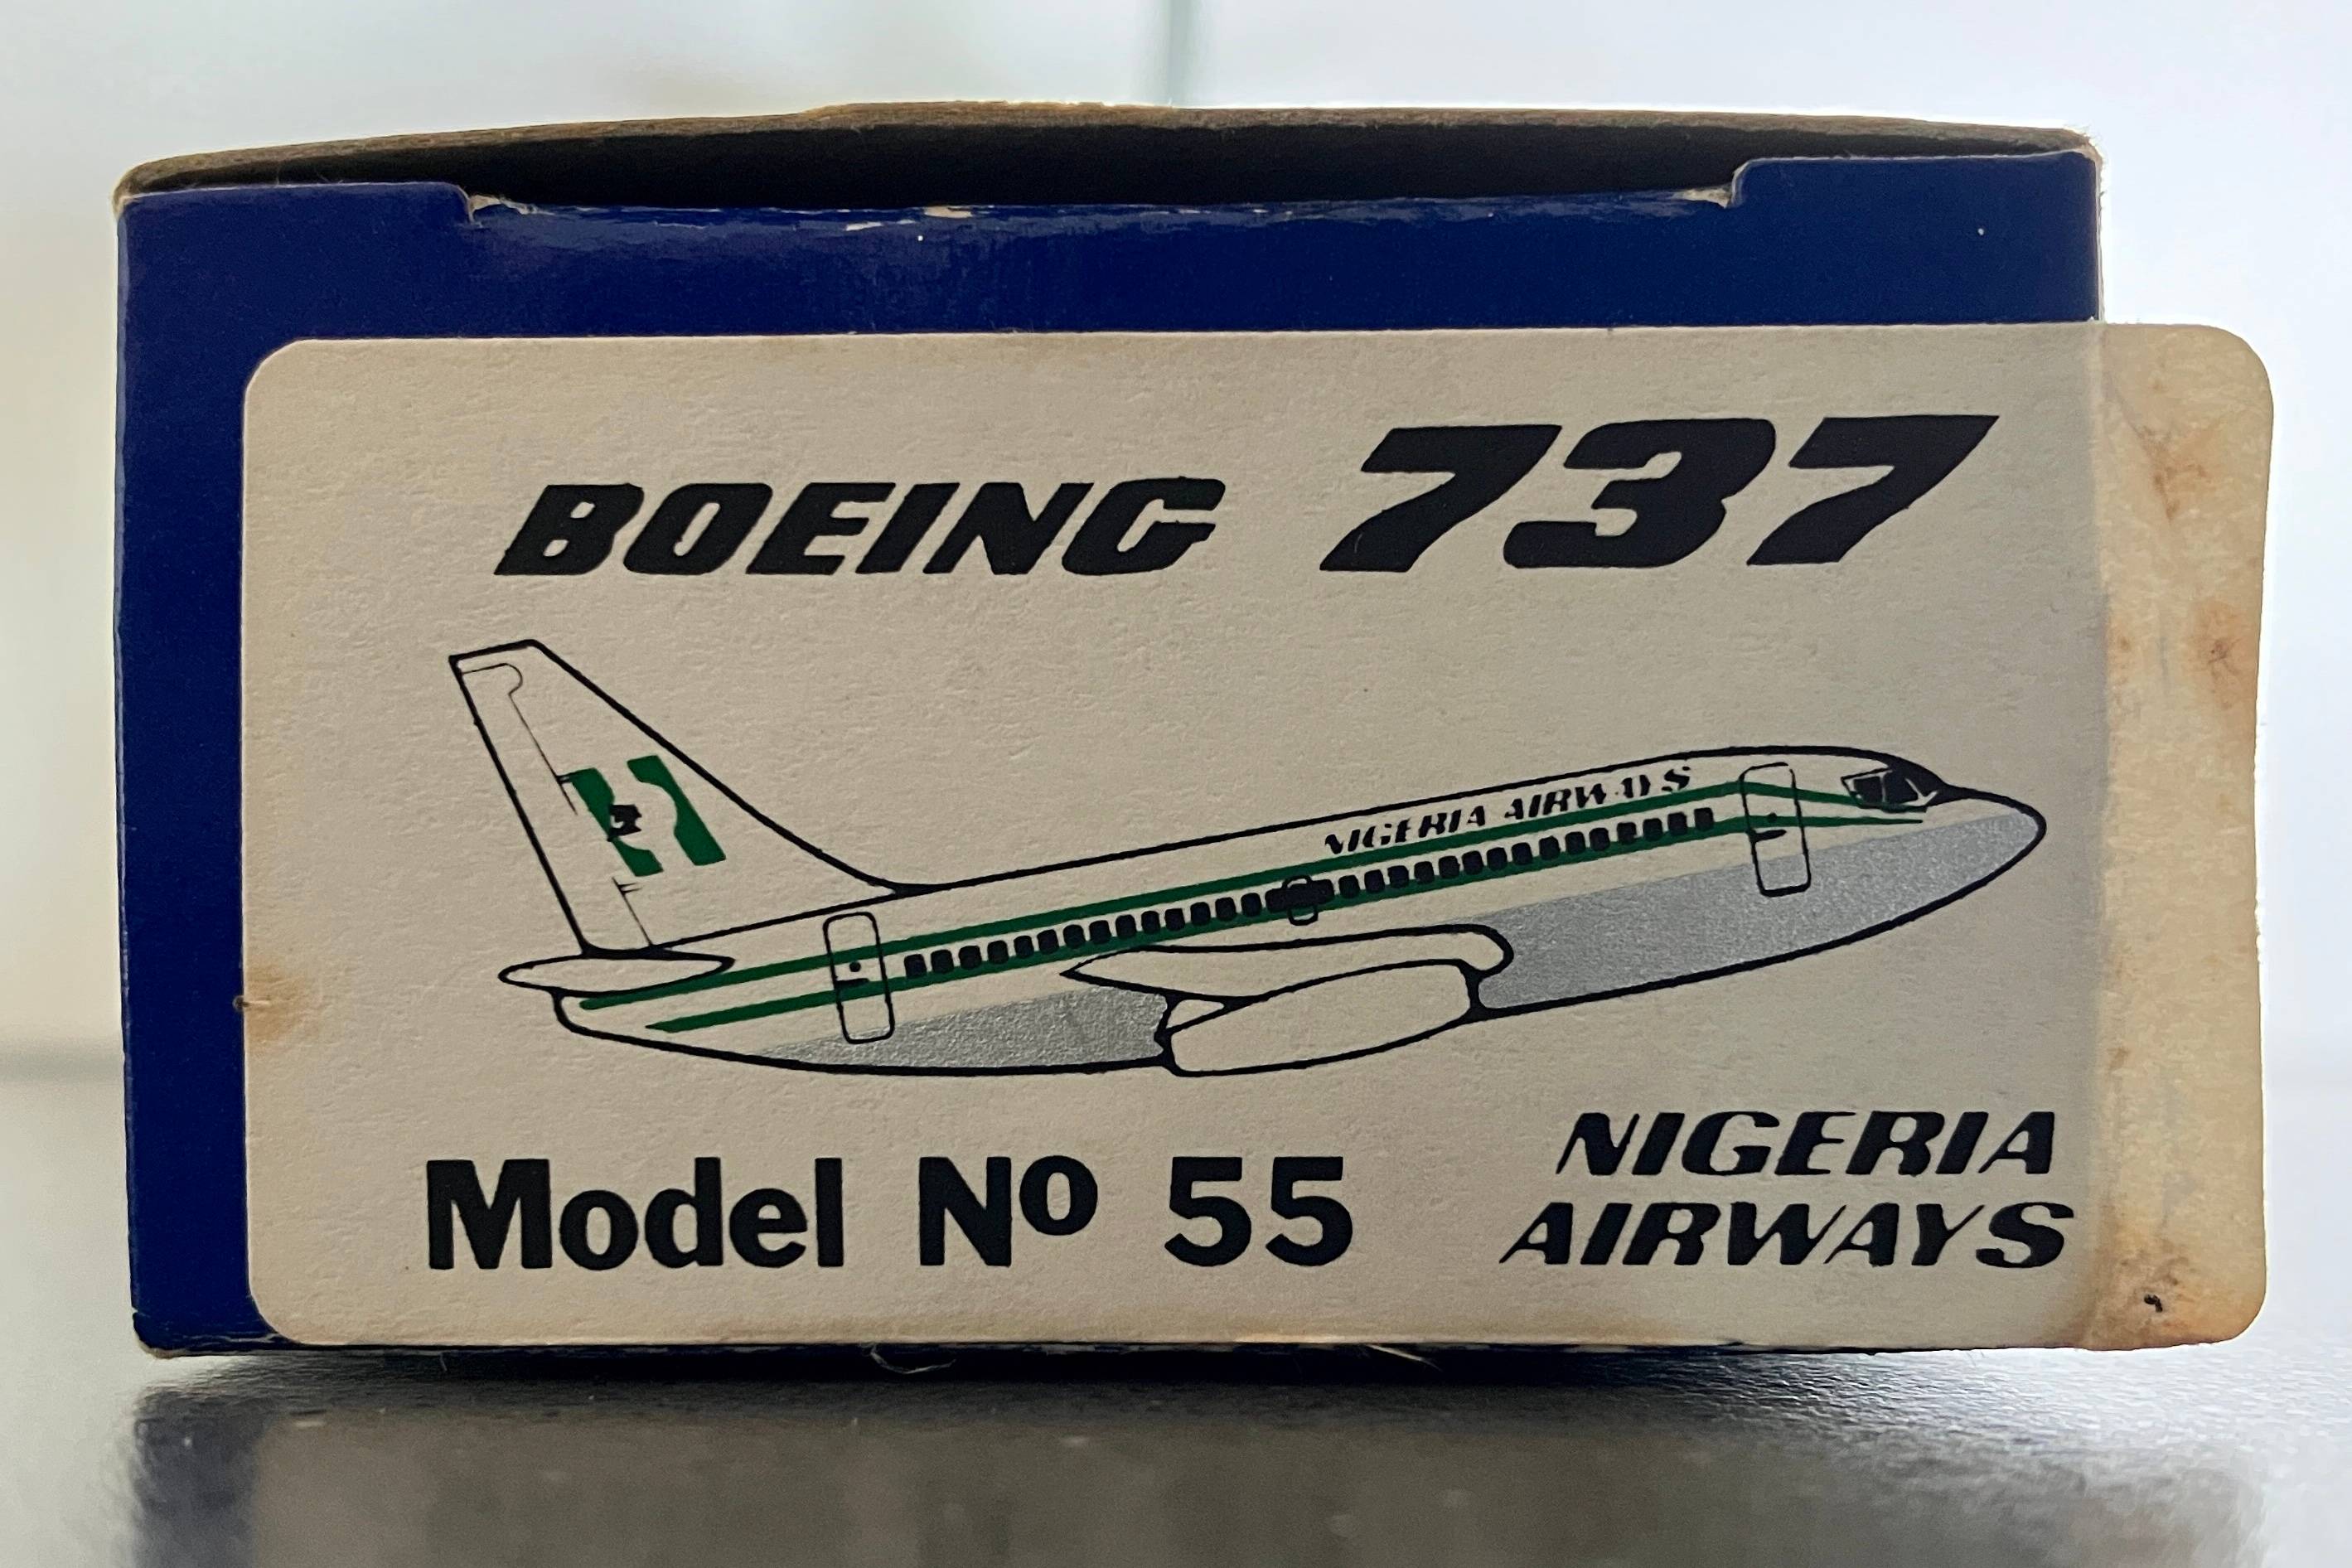 BOEING 737
NIGERIA AIRWAYS
Model Nº 55
NIGERIA
AIRWAYS